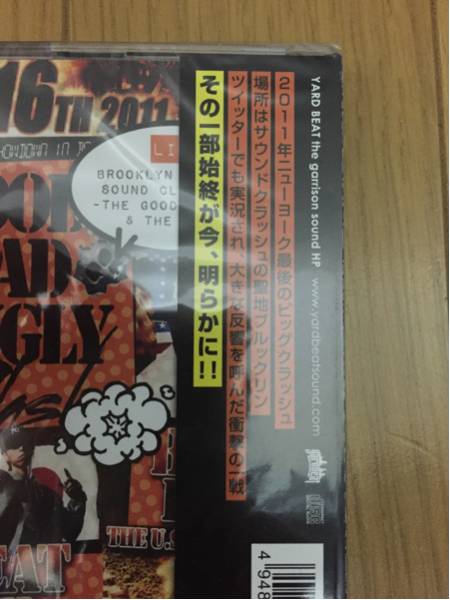 YARD BEAT the garrison sound HP www.yardbeatsound.com
2011年ニューヨーク最後のビッグクラッシュ
場所はサウンドクラッシュの聖地ブルックリン
ツイッターでも実況され、大きな反響を呼んだ衝撃の一戦
その一部始終が今、明らかに!!
16TH 2011
LI
BROOKLYN
SOUND CL
-THE GOOD
& THE
UGLY
THE U.S
EAT
4 948